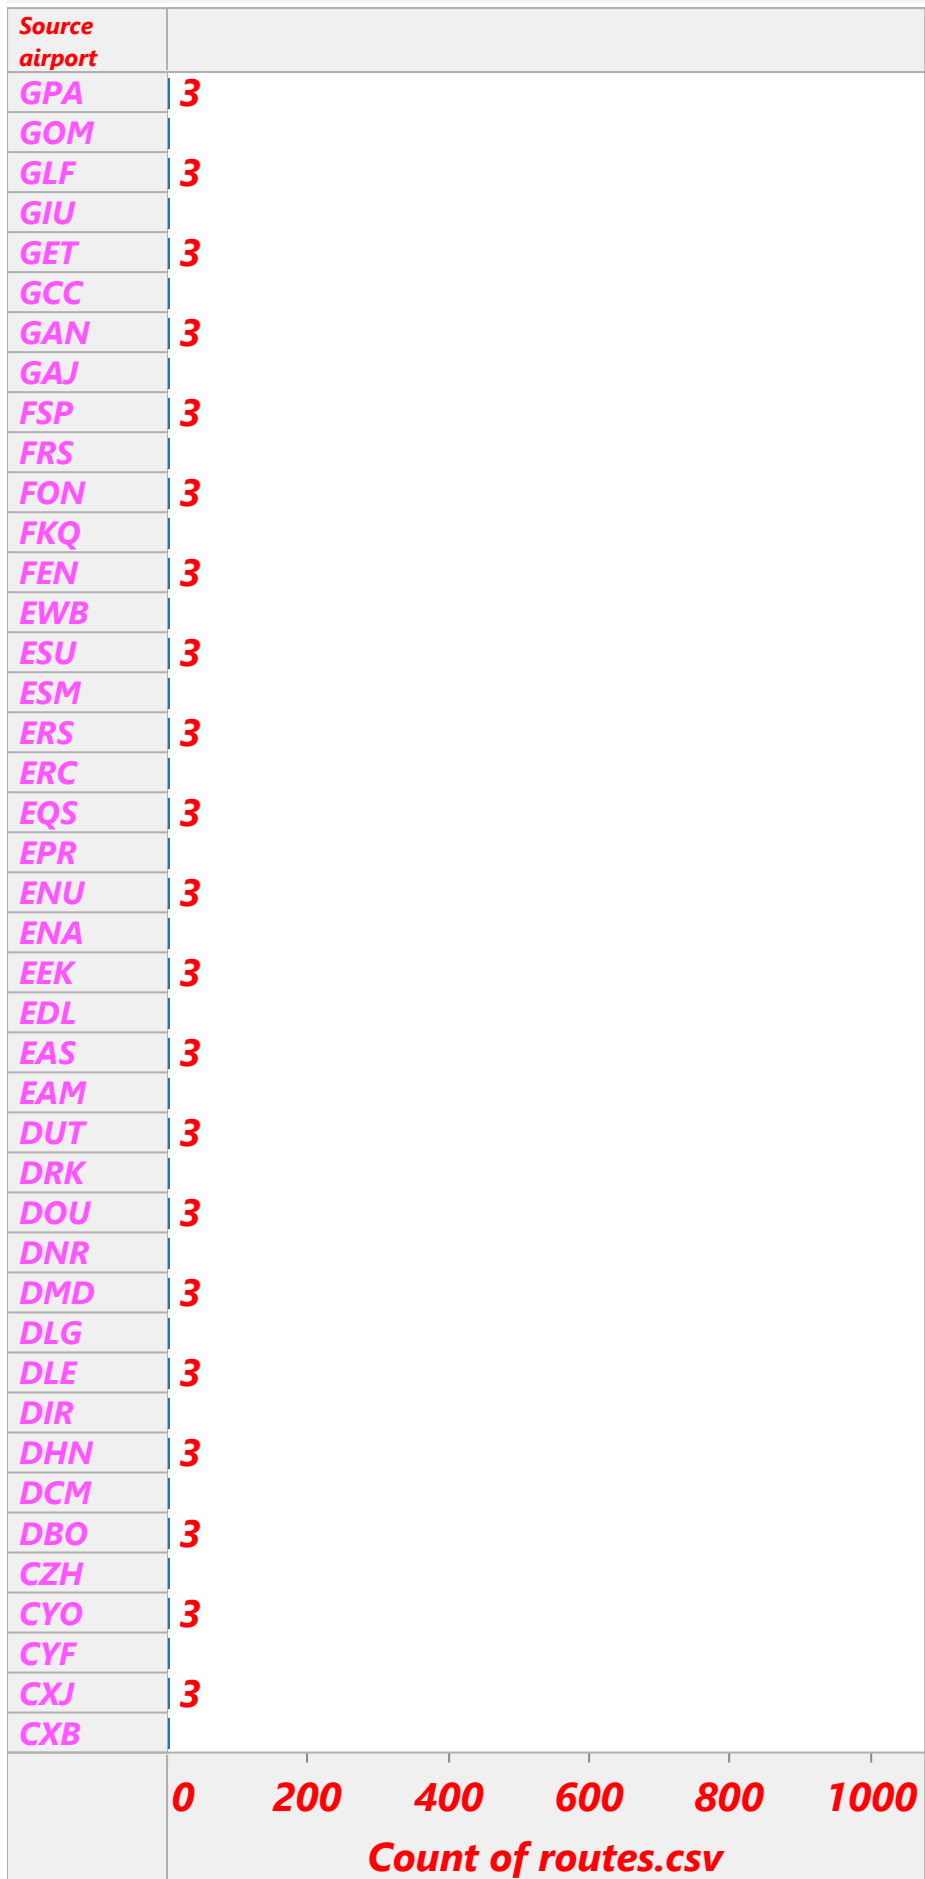 Source
airport
GPA 3
GOM
GLF 3
GIU
GET 3
GCC
GAN 3
GAJ
FSP 3
FRS
FON 3
FKQ
FEN 3
EWB
ESU 3
ESM
ERS 3
ERC
EQS 3
EPR
ENU 3
ENA
EEK 3
EDL
EAS 3
EAM
DUT 3
DRK
DOU 3
DNR
DMD 3
DLG
DLE 3
DIR
DHN 3
DCM
DBO 3
CZH
CYO 3
CYF
CXJ 3
CXB
0 200 400 600 800 1000
Count of routes.csv